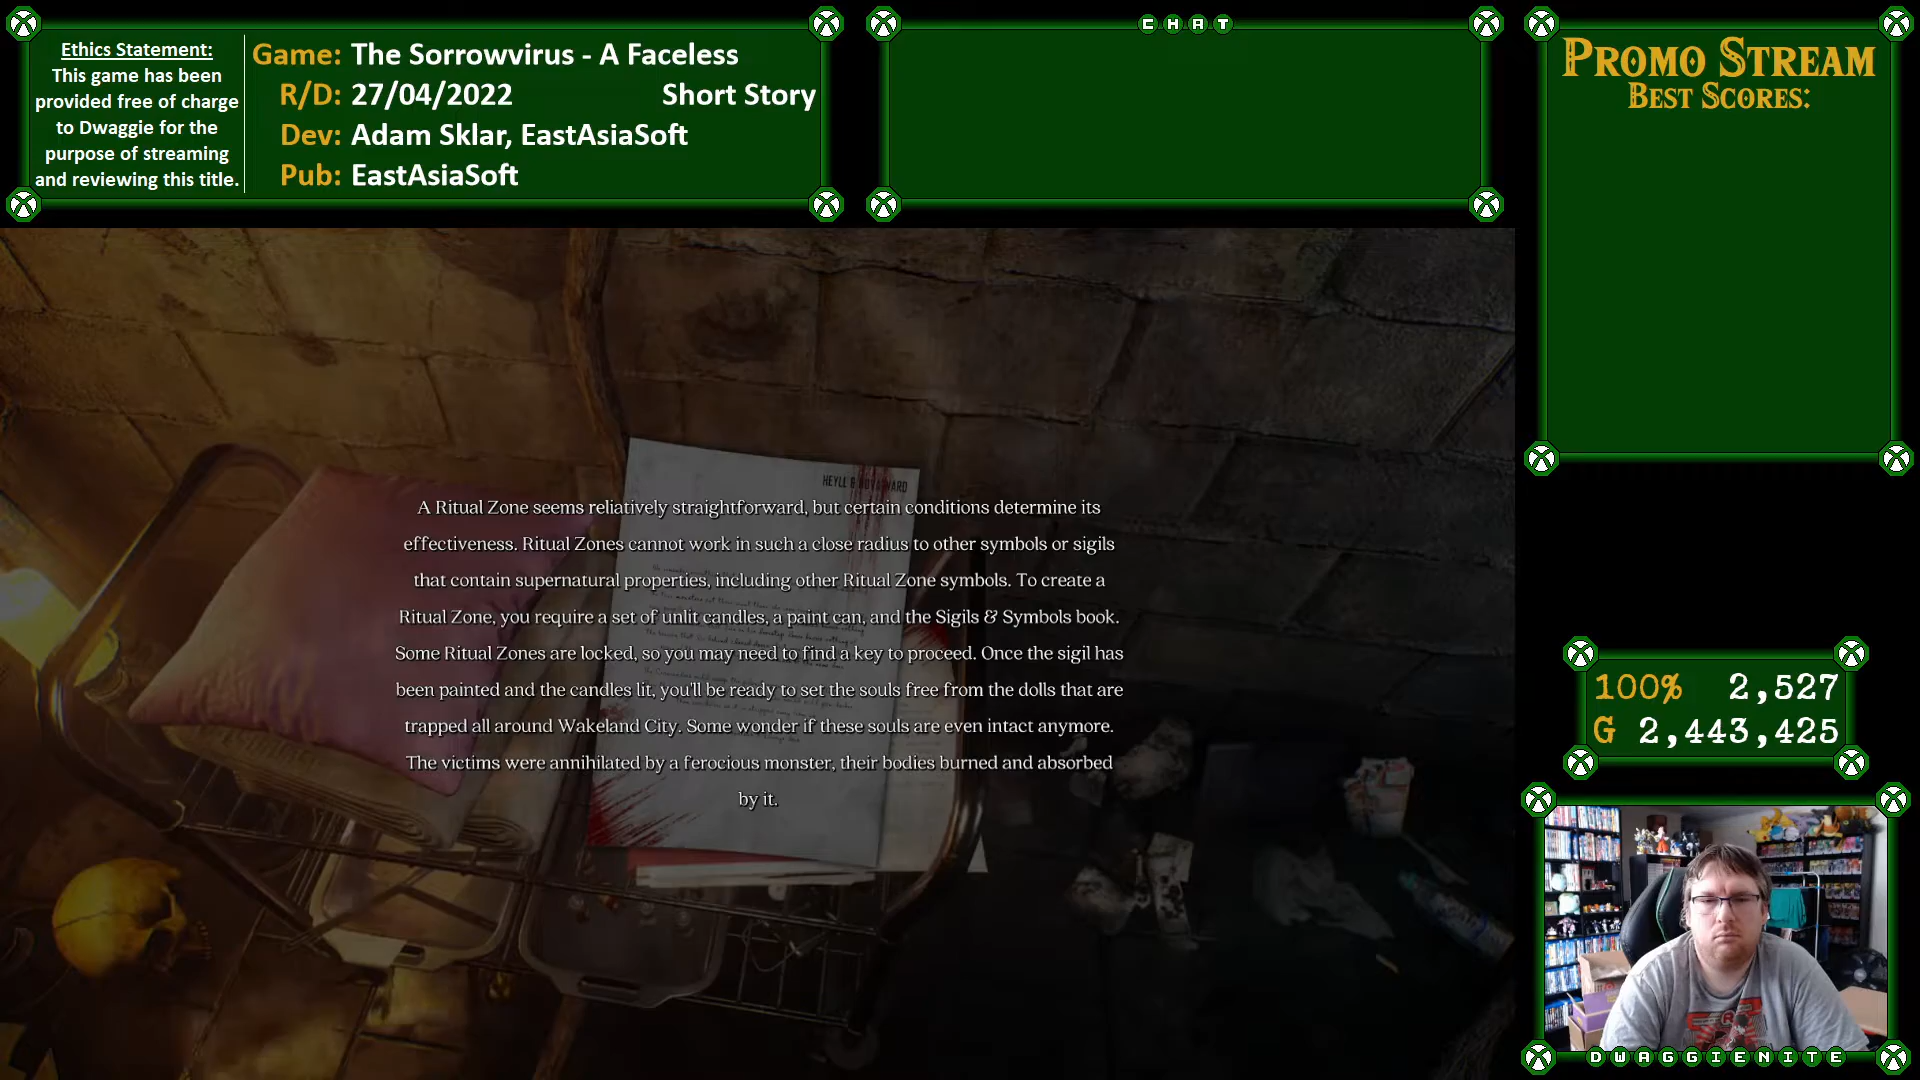 Ethics Statement:
This game has been
provided free of charge
to Dwaggie for the
purpose of streaming
and reviewing this title.
Game: The Sorrowvirus - A Faceless
R/D: 27/04/2022 Short Story
Dev: Adam Sklar, EastAsiaSoft
Pub: EastAsiaSoft
CHAT
PROMO STREAM
BEST SCORES:
A Ritual Zone seems reliatively straightforward, but certain conditions determine its
effectiveness. Ritual Zones cannot work in such a close radius to other symbols or sigils
that contain supernatural properties, including other Ritual Zone symbols. To create a
Ritual Zone, you require a set of unlit candles, a paint can, and the Sigils & Symbols book.
Some Ritual Zones are locked, so you may need to find a key to proceed. Once the sigil has
been painted and the candles lit, you'll be ready to set the souls free from the dolls that are
trapped all around Wakeland City. Some wonder if these souls are even intact anymore.
The victims were annihilated by a ferocious monster, their bodies burned and absorbed
by it.
100% 2,527
G 2,443,425
DWAGGIENITE